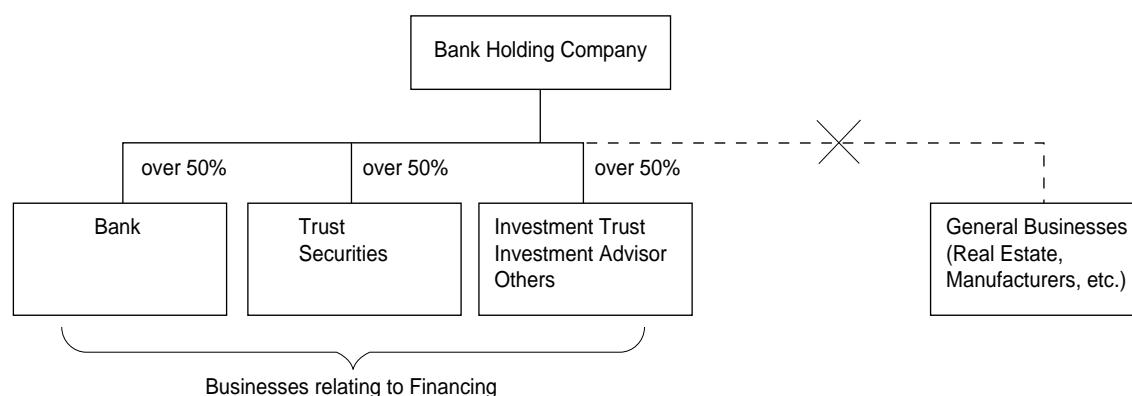 Bank Holding Company
over 50%
over 50%
over 50%
Bank
Trust
Securities
Investment Trust
Investment Advisor
Others
General Businesses
(Real Estate,
Manufacturers, etc.)
Businesses relating to Financing